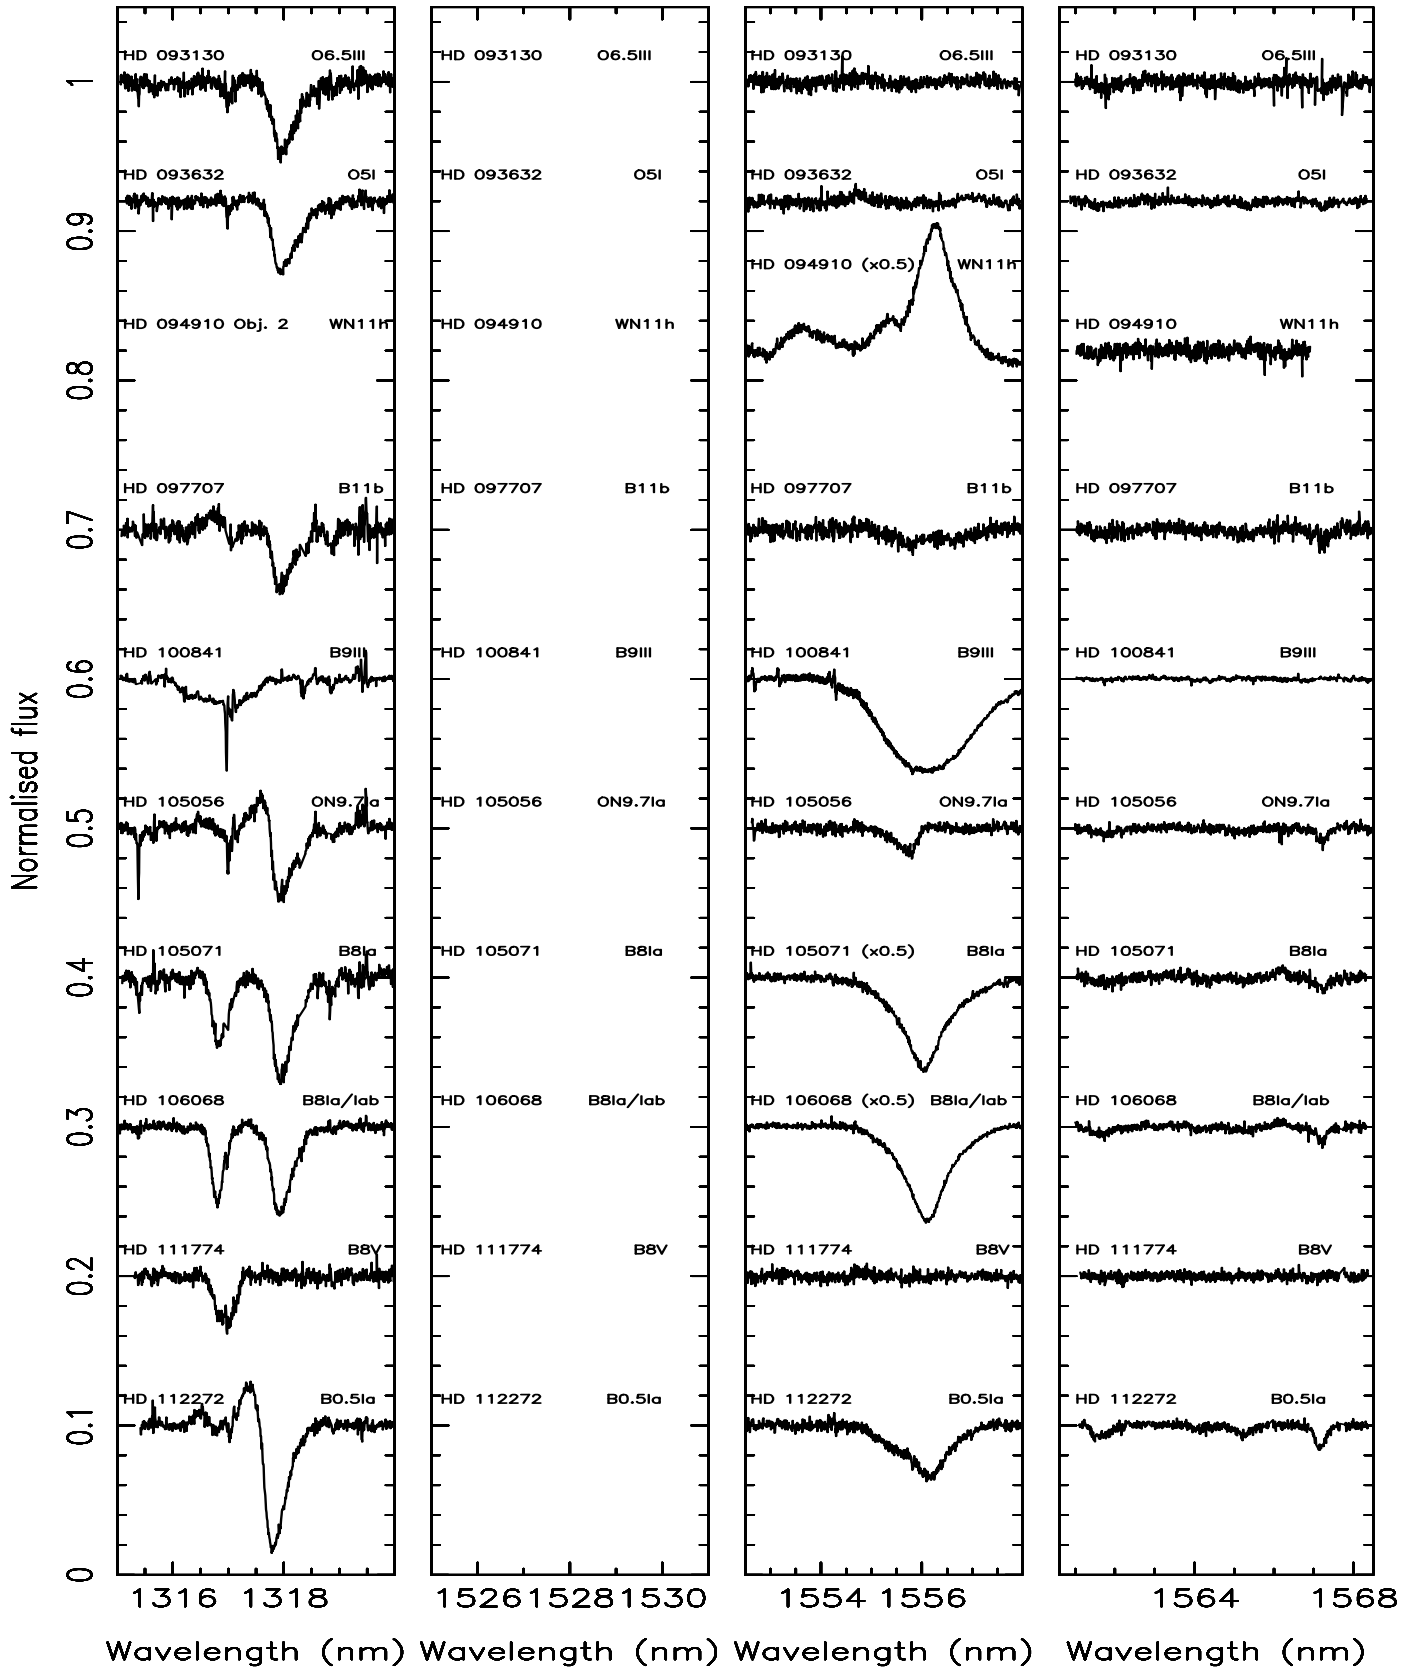 HD 093130 O6.5III
HD 093632 O5I
HD 094910 Obj. 2 WN11h
HD 097707 B11b
HD 100841 B9III
HD 105056 ON9.7Ia
HD 105071 B8Ia
HD 106068 B8Ia/Iab
HD 111774 B8V
HD 112272 B0.5Ia
HD 093130 O6.5III
HD 093632 O5I
HD 094910 WN11h
HD 097707 B11b
HD 100841 B9III
HD 105056 ON9.7Ia
HD 105071 B8Ia
HD 106068 B8Ia/Iab
HD 111774 B8V
HD 112272 B0.5Ia
HD 093130 O6.5III
HD 093632 O5I
HD 094910 (x0.5) WN11h
HD 097707 B11b
HD 100841 B9III
HD 105056 ON9.7Ia
HD 105071 (x0.5) B8Ia
HD 106068 (x0.5) B8Ia/Iab
HD 111774 B8V
HD 112272 B0.5Ia
HD 093130 O6.5III
HD 093632 O5I
HD 094910 WN11h
HD 097707 B11b
HD 100841 B9III
HD 105056 ON9.7Ia
HD 105071 B8Ia
HD 106068 B8Ia/Iab
HD 111774 B8V
HD 112272 B0.5Ia
1
0.9
0.8
0.7
0.6
0.5
0.4
0.3
0.2
0.1
0
Normalised flux
1316 1318
1526 1528 1530
1554 1556
1564 1568
Wavelength (nm)
Wavelength (nm)
Wavelength (nm)
Wavelength (nm)